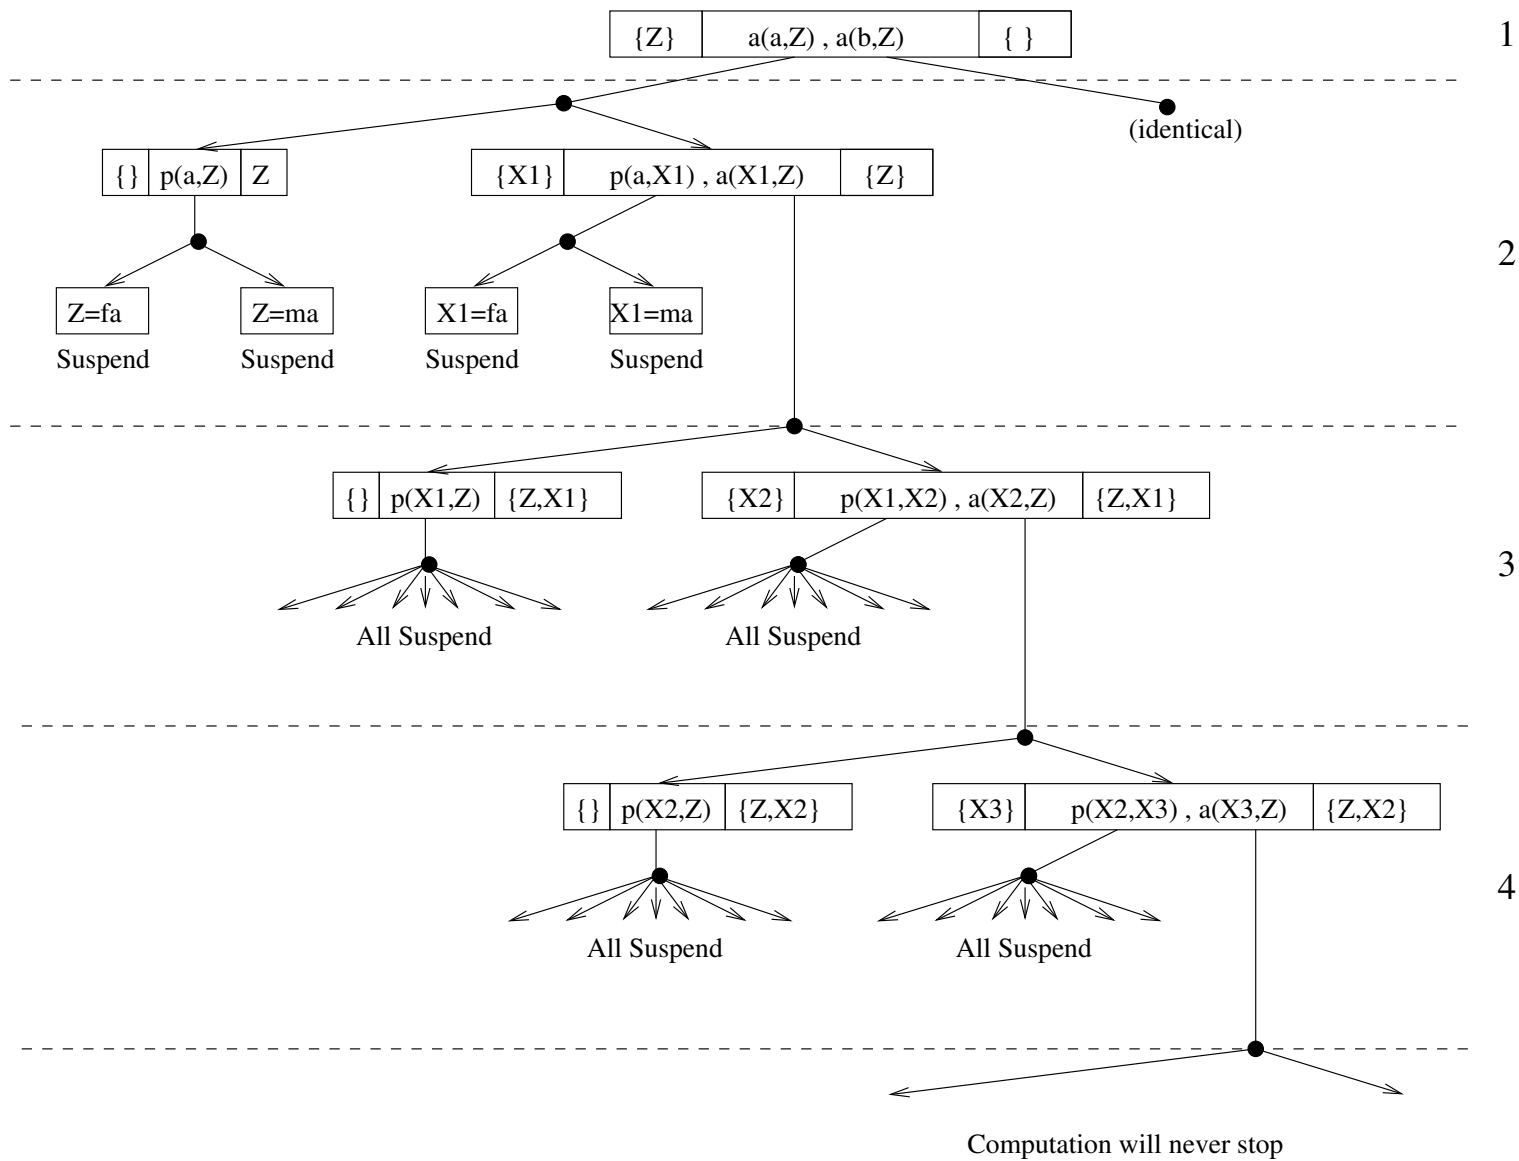 {Z} a(a,Z) , a(b,Z) { } 1
(identical)
{} p(a,Z) Z {X1} p(a,X1) , a(X1,Z) {Z}
2
Z=fa Z=ma X1=fa X1=ma
Suspend Suspend Suspend Suspend
{} p(X1,Z) {Z,X1} {X2} p(X1,X2) , a(X2,Z) {Z,X1}
3
All Suspend All Suspend
{} p(X2,Z) {Z,X2} {X3} p(X2,X3) , a(X3,Z) {Z,X2}
4
All Suspend All Suspend
Computation will never stop